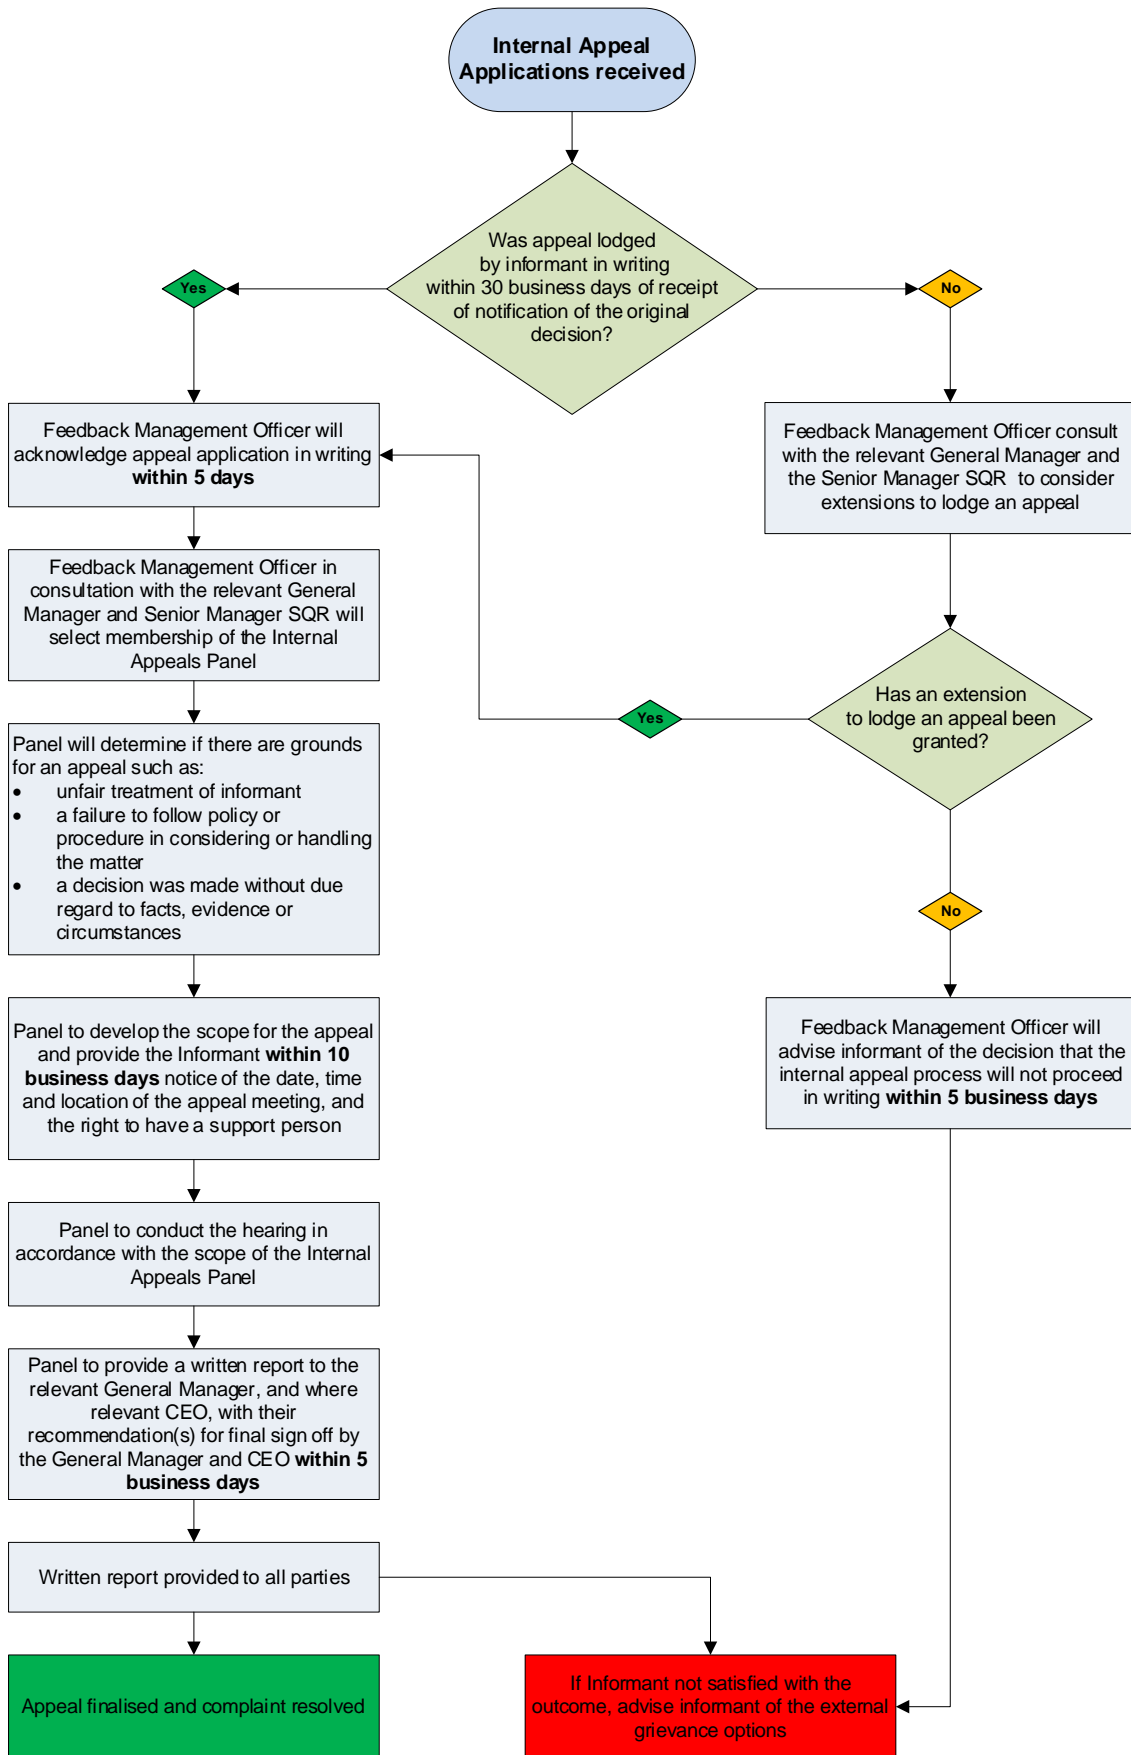 Internal Appeal
Applications received
Was appeal lodged
by informant in writing
within 30 business days of receipt
of notification of the original
decision?
Yes
No
Feedback Management Officer will
acknowledge appeal application in writing
within 5 days
Feedback Management Officer consult
with the relevant General Manager and
the Senior Manager SQR to consider
extensions to lodge an appeal
Feedback Management Officer in
consultation with the relevant General
Manager and Senior Manager SQR will
select membership of the Internal
Appeals Panel
Has an extension
to lodge an appeal been
granted?
Yes
No
Panel will determine if there are grounds
for an appeal such as:
• unfair treatment of informant
• a failure to follow policy or
procedure in considering or handling
the matter
• a decision was made without due
regard to facts, evidence or
circumstances
Panel to develop the scope for the appeal
and provide the Informant within 10
business days notice of the date, time
and location of the appeal meeting, and
the right to have a support person
Feedback Management Officer will
advise informant of the decision that the
internal appeal process will not proceed
in writing within 5 business days
Panel to conduct the hearing in
accordance with the scope of the Internal
Appeals Panel
Panel to provide a written report to the
relevant General Manager, and where
relevant CEO, with their
recommendation(s) for final sign off by
the General Manager and CEO within 5
business days
Written report provided to all parties
Appeal finalised and complaint resolved
If Informant not satisfied with the
outcome, advise informant of the external
grievance options